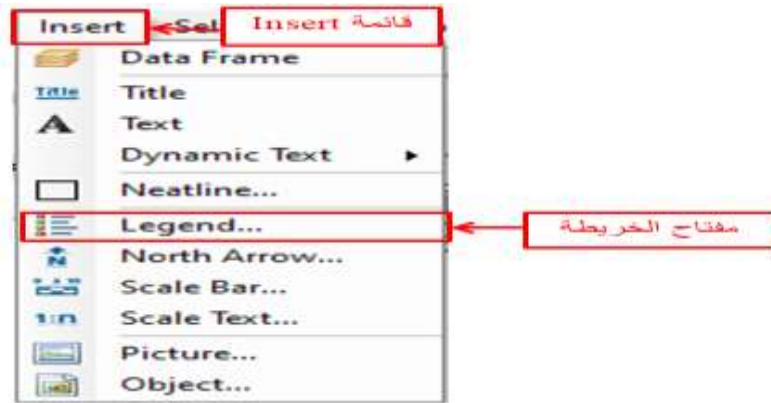 Insert Sel قائمة Insert
Data Frame
Title Title
A Text
Dynamic Text
Neatline...
Legend... مفتاح الخريطة
N North Arrow...
Scale Bar...
1:n Scale Text...
Picture...
Object...